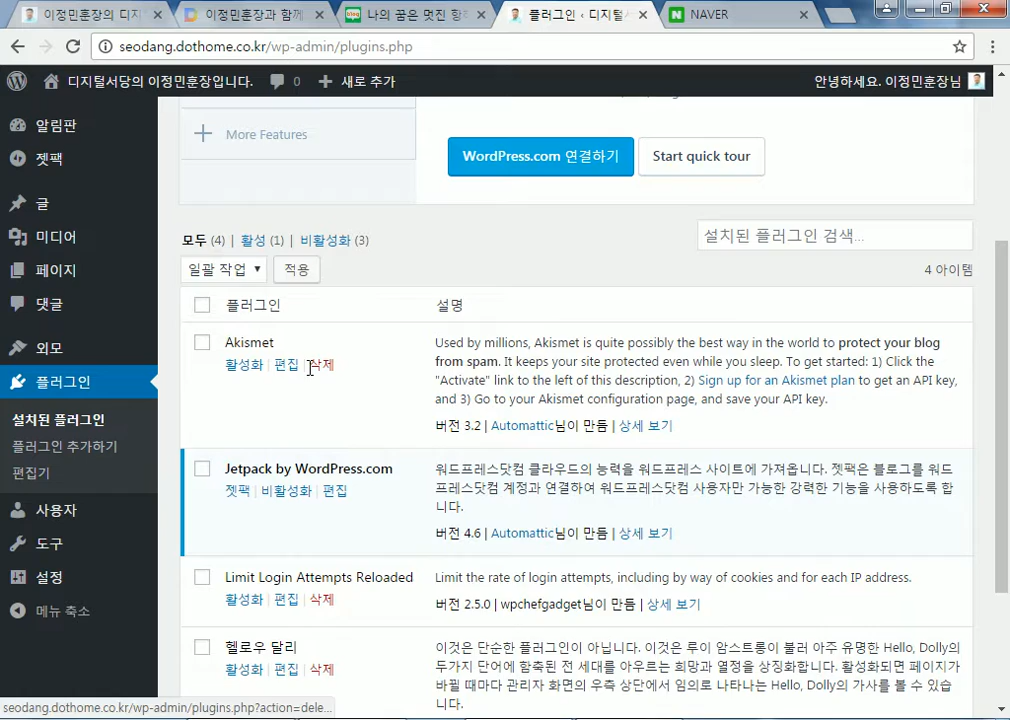 이정민훈장의 디지
이정민훈장과 함께
나의 꿈은 멋진 할
플러그인 ‹ 디지털
NAVER
seodang.dothome.co.kr/wp-admin/plugins.php
디지털서당의 이정민훈장입니다.
0
새로 추가
안녕하세요. 이정민훈장님
알림판
젯팩
글
미디어
페이지
댓글
외모
플러그인
설치된 플러그인
플러그인 추가하기
편집기
사용자
도구
설정
메뉴 축소
More Features
WordPress.com 연결하기
Start quick tour
모두 (4) | 활성 (1) | 비활성화 (3)
설치된 플러그인 검색...
일괄 작업
적용
4 아이템
플러그인
설명
Akismet
활성화 | 편집 | 삭제
Used by millions, Akismet is quite possibly the best way in the world to protect your blog
from spam. It keeps your site protected even while you sleep. To get started: 1) Click the
"Activate" link to the left of this description, 2) Sign up for an Akismet plan to get an API key,
and 3) Go to your Akismet configuration page, and save your API key.
버전 3.2 | Automattic님이 만듬 | 상세 보기
Jetpack by WordPress.com
젯팩 | 비활성화 | 편집
워드프레스닷컴 클라우드의 능력을 워드프레스 사이트에 가져옵니다. 젯팩은 블로그를 워드
프레스닷컴 계정과 연결하여 워드프레스닷컴 사용자만 가능한 강력한 기능을 사용하도록 합
니다.
버전 4.6 | Automattic님이 만듬 | 상세 보기
Limit Login Attempts Reloaded
활성화 | 편집 | 삭제
Limit the rate of login attempts, including by way of cookies and for each IP address.
버전 2.5.0 | wpchefgadget님이 만듬 | 상세 보기
헬로우 달리
활성화 | 편집 | 삭제
이것은 단순한 플러그인이 아닙니다. 이것은 루이 암스트롱이 불러 아주 유명한 Hello, Dolly의
두가지 단어에 함축된 전 세대를 아우르는 희망과 열정을 상징화합니다. 활성화되면 페이지가
바뀔 때마다 관리자 화면의 우측 상단에서 임의로 나타나는 Hello, Dolly의 가사를 볼 수 있습
니다.
seodang.dothome.co.kr/wp-admin/plugins.php?action=dele...